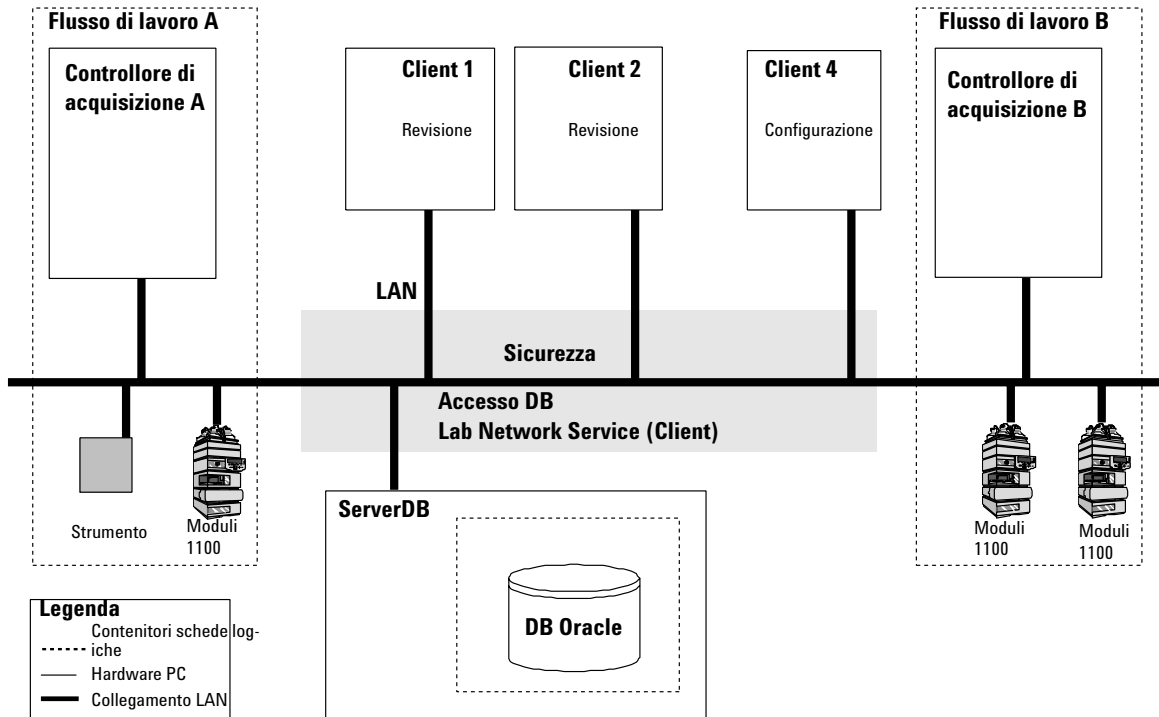 Flusso di lavoro A
Controllore di
acquisizione A
Client 1
Revisione
Client 2
Revisione
Client 4
Configurazione
Flusso di lavoro B
Controllore di
acquisizione B
LAN
Sicurezza
Accesso DB
Lab Network Service (Client)
Strumento
Moduli
1100
ServerDB
DB Oracle
Moduli
1100
Moduli
1100
Legenda
Contenitori schede log-
iche
Hardware PC
Collegamento LAN